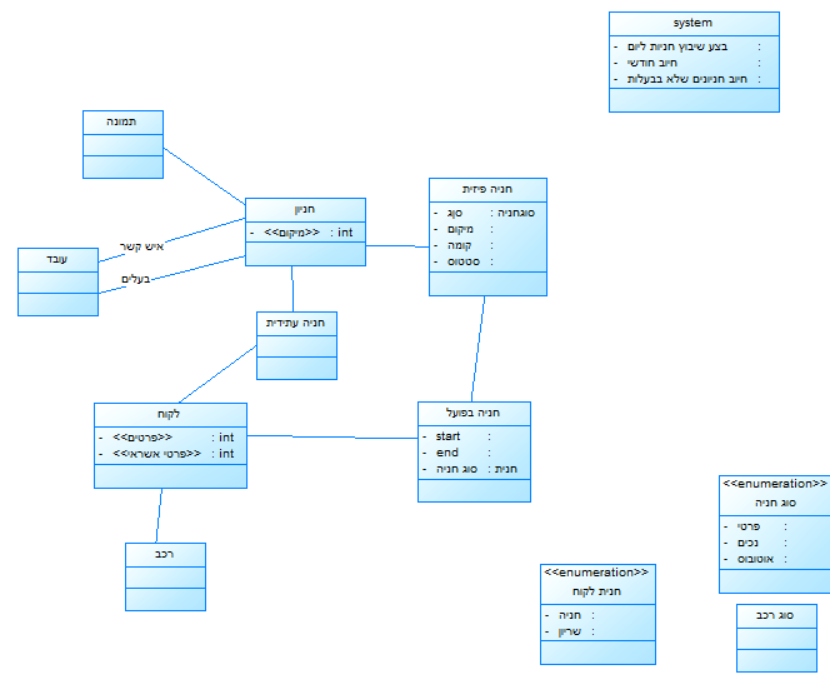 system
- בצע שיבוץ חניות ליום :
- חיוב חודשי :
- חיוב חניונים שלא בבעלות :
תמונה
חניון
- <<מיקום>> : int
חניה פיזית
- סוג : סוגחניה
- מיקום :
- קומה :
- סטטוס :
עובד
איש קשר
בעלים
חניה עתידית
לקוח
- <<פרטים>> : int
- <<פרטי אשראי>> : int
חניה בפועל
- start :
- end :
- סוג חניה : חנית
רכב
<<enumeration>>
סוג חניה
- פרטי :
- נכים :
- אוטובוס :
<<enumeration>>
חנית לקוח
- חניה :
- שריון :
סוג רכב